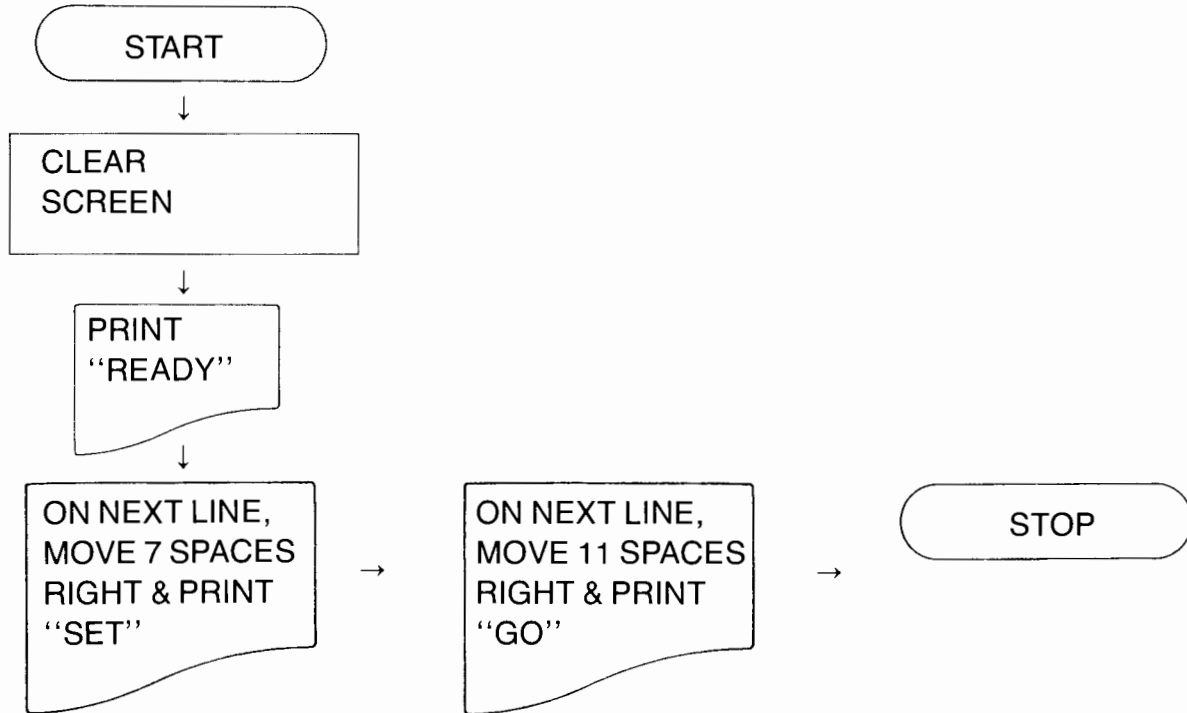 START
↓
CLEAR
SCREEN
↓
PRINT
‘‘READY’’
↓
ON NEXT LINE,
MOVE 7 SPACES
RIGHT & PRINT
‘‘SET’’
→
ON NEXT LINE,
MOVE 11 SPACES
RIGHT & PRINT
‘‘GO’’
→
STOP